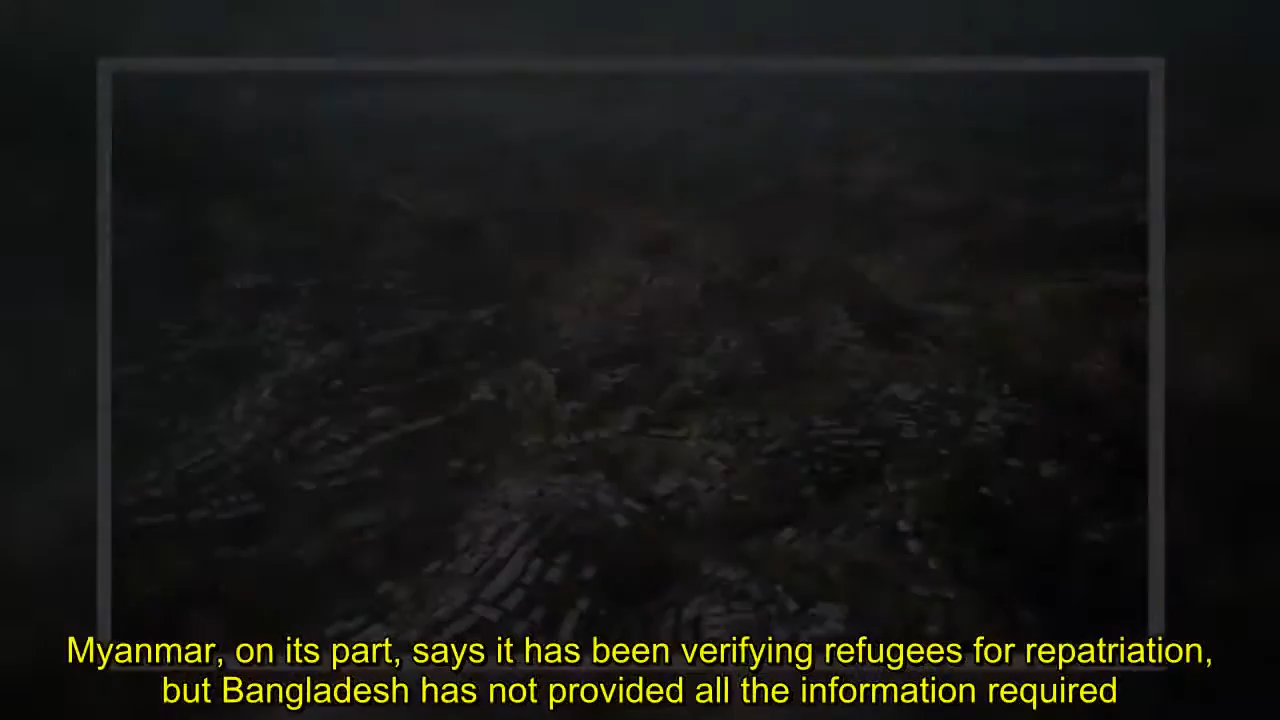 Myanmar, on its part, says it has been verifying refugees for repatriation,
but Bangladesh has not provided all the information required